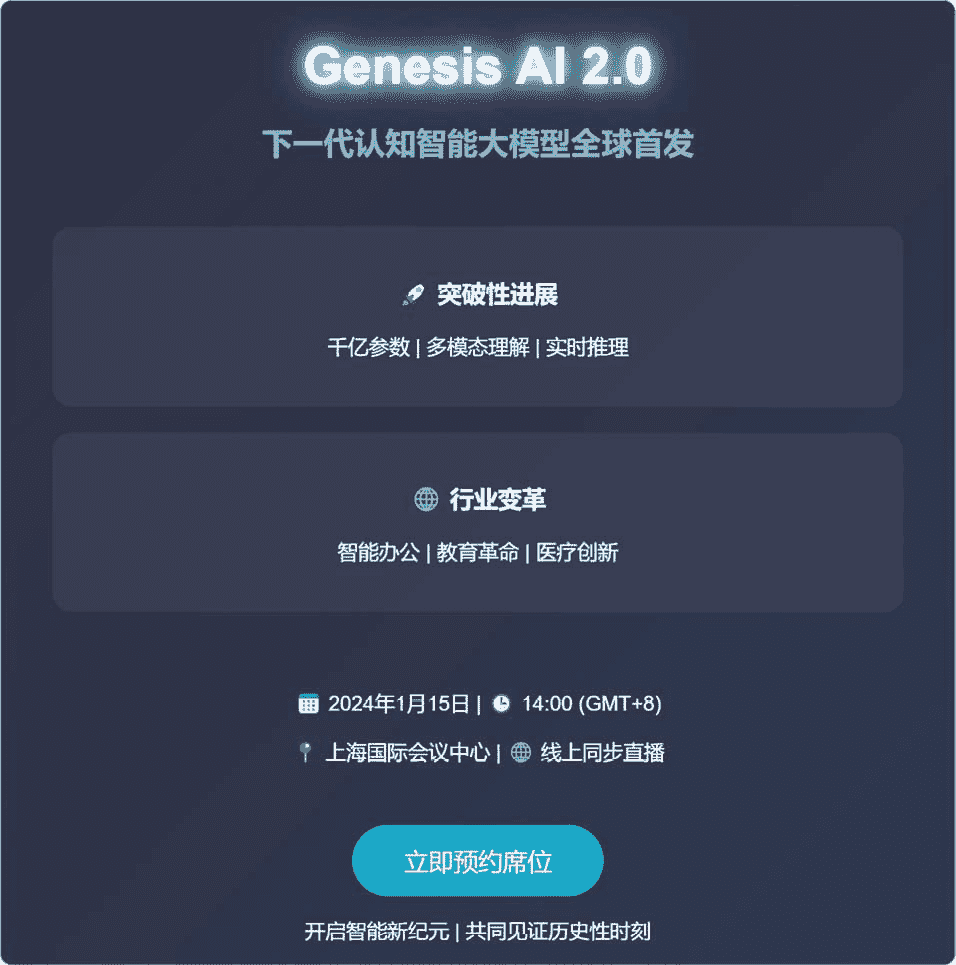 Genesis AI 2.0
下一代认知智能大模型全球首发
突破性进展
千亿参数 | 多模态理解 | 实时推理
行业变革
智能办公 | 教育革命 | 医疗创新
2024年1月15日 | 14:00 (GMT+8)
上海国际会议中心 | 线上同步直播
立即预约席位
开启智能新纪元 | 共同见证历史性时刻